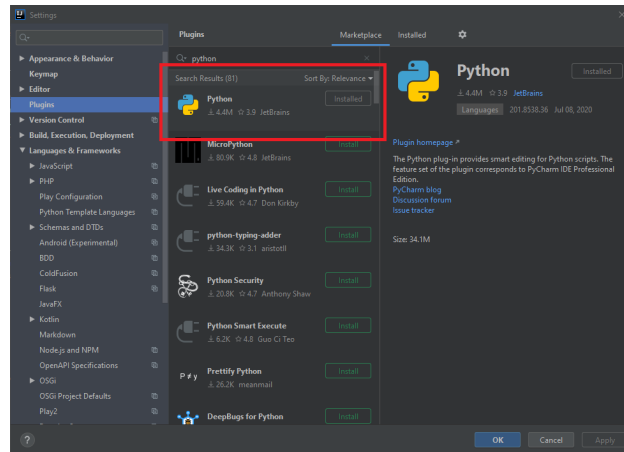 Settings
Plugins
Marketplace
Installed
Appearance & Behavior
Keymap
Editor
Plugins
Version Control
Build, Execution, Deployment
Languages & Frameworks
JavaScript
PHP
Play Configuration
Python Template Languages
Schemas and DTDs
Android (Experimental)
BDD
ColdFusion
Flask
JavaFX
Kotlin
Markdown
Node.js and NPM
OpenAPI Specifications
OSGi
OSGi Project Defaults
Play2
python
Search Results (81) Sort By: Relevance
Python Installed
4.4M 3.9 JetBrains
MicroPython Install
80.9K 4.8 JetBrains
Live Coding in Python Install
59.4K 4.7 Don Kirkby
python-typing-adder Install
34.3K 3.1 aristotll
Python Security Install
20.8K 4.7 Anthony Shaw
Python Smart Execute Install
6.2K 4.8 Guo Ci Teo
P≠y
Prettify Python Install
26.2K meanmail
DeepBugs for Python Install
Python Installed
4.4M 3.9 JetBrains
Languages 201.8538.36 Jul 08, 2020
Plugin homepage
The Python plug-in provides smart editing for Python scripts. The
feature set of the plugin corresponds to PyCharm IDE Professional
Edition.
PyCharm blog
Discussion forum
Issue tracker
Size: 34.1M
?
OK Cancel Apply